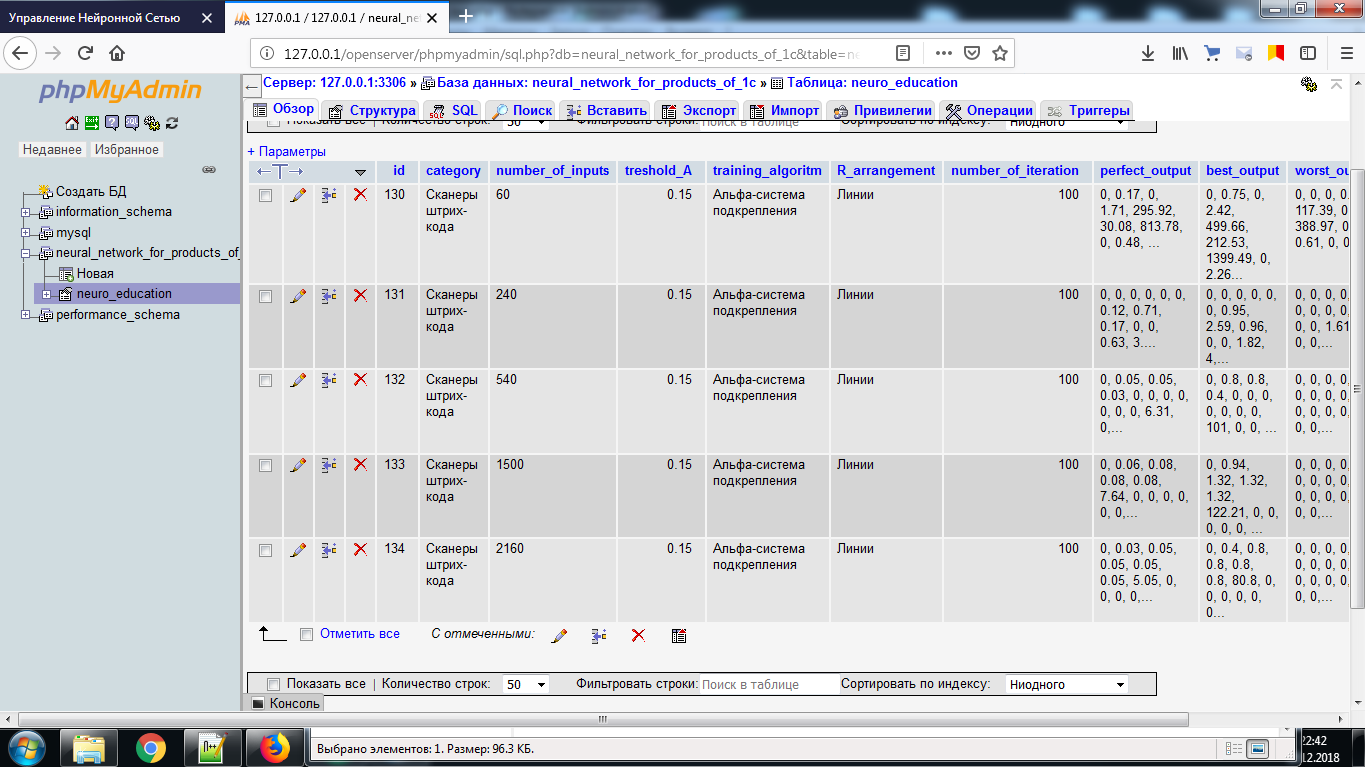 Управление Нейронной Сетью
127.0.0.1 / 127.0.0.1 / neural_ne
127.0.0.1/openserver/phpmyadmin/sql.php?db=neural_network_for_products_of_1c&table=ne
phpMyAdmin
Недавнее Избранное
Создать БД
information_schema
mysql
neural_network_for_products_of_
Новая
neuro_education
performance_schema
Сервер: 127.0.0.1:3306 » База данных: neural_network_for_products_of_1c » Таблица: neuro_education
Обзор Структура SQL Поиск Вставить Экспорт Импорт Привилегии Операции Триггеры
Показать все | Количество строк: 50 Фильтровать строки: Поиск в таблице Сортировать по индексу: Ниодного
+ Параметры
id category number_of_inputs treshold_A training_algoritm R_arrangement number_of_iteration perfect_output best_output worst_ou
130 Сканеры 60 0.15 Альфа-система Линии 100 0, 0.17, 0, 0, 0.75, 0, 0, 0, 0, 0
штрих- подкрепления 1.71, 295.92, 2.42, 117.39, 0
кода 30.08, 813.78, 499.66, 388.97, 0
0, 0.48, ... 212.53, 0.61, 0, 0
1399.49, 0,
2.26...
131 Сканеры 240 0.15 Альфа-система Линии 100 0, 0, 0, 0, 0, 0, 0, 0, 0, 0, 0, 0, 0, 0, 0
штрих- подкрепления 0.12, 0.71, 0, 0.95, 0, 0, 0, 0,
кода 0.17, 0, 0, 2.59, 0.96, 0, 0, 1.61
0.63, 3.... 0, 0, 1.82, 0, 0,...
4,...
132 Сканеры 540 0.15 Альфа-система Линии 100 0, 0.05, 0.05, 0, 0.8, 0.8, 0, 0, 0, 0,
штрих- подкрепления 0.03, 0, 0, 0, 0, 0.4, 0, 0, 0, 0, 0, 0, 0,
кода 0, 0, 0, 6.31, 0, 0, 0, 0, 0, 0, 0, 0,
0,... 101, 0, 0, ... 0, 0,...
133 Сканеры 1500 0.15 Альфа-система Линии 100 0, 0.06, 0.08, 0, 0.94, 0, 0, 0, 0,
штрих- подкрепления 0.08, 0.08, 1.32, 1.32, 0, 0, 0, 0,
кода 7.64, 0, 0, 0, 0, 1.32, 0, 0, 0, 0,
0, 0,... 122.21, 0, 0, 0, 0,...
0, 0, 0, 0, ...
134 Сканеры 2160 0.15 Альфа-система Линии 100 0, 0.03, 0.05, 0, 0.4, 0.8, 0, 0, 0, 0,
штрих- подкрепления 0.05, 0.05, 0.8, 0.8, 0, 0, 0, 0,
кода 0.05, 5.05, 0, 0.8, 80.8, 0, 0, 0, 0, 0,
0, 0, 0,... 0, 0, 0, 0, 0, 0, 0,...
0...
Отметить все С отмеченными:
Показать все | Количество строк: 50 Фильтровать строки: Поиск в таблице Сортировать по индексу: Ниодного
Консоль
Выбрано элементов: 1. Размер: 96.3 КБ.
22:42
.12.2018